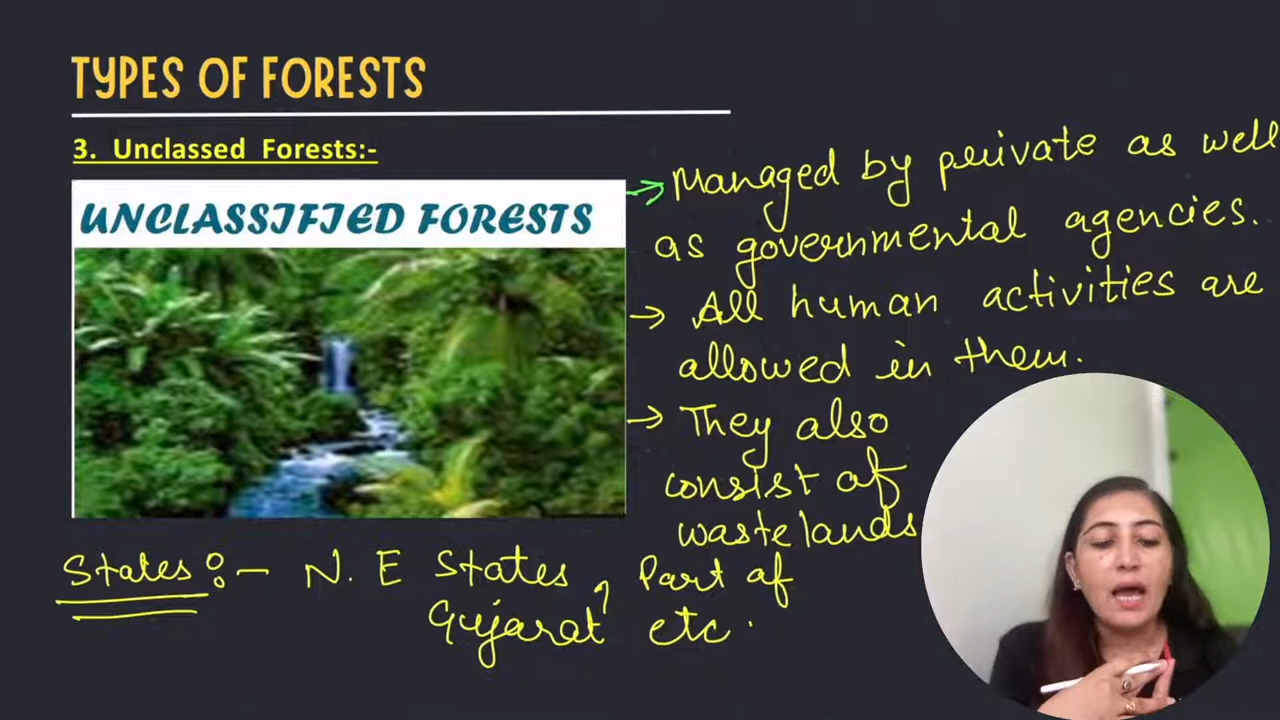 TYPES OF FORESTS
3. Unclassed Forests:-
UNCLASSIFIED FORESTS
→ Managed by private as well
as governmental agencies.
→ All human activities are
allowed in them.
→ They also
consist of
wastelands
States :- N.E States, Part of
Gujarat etc.